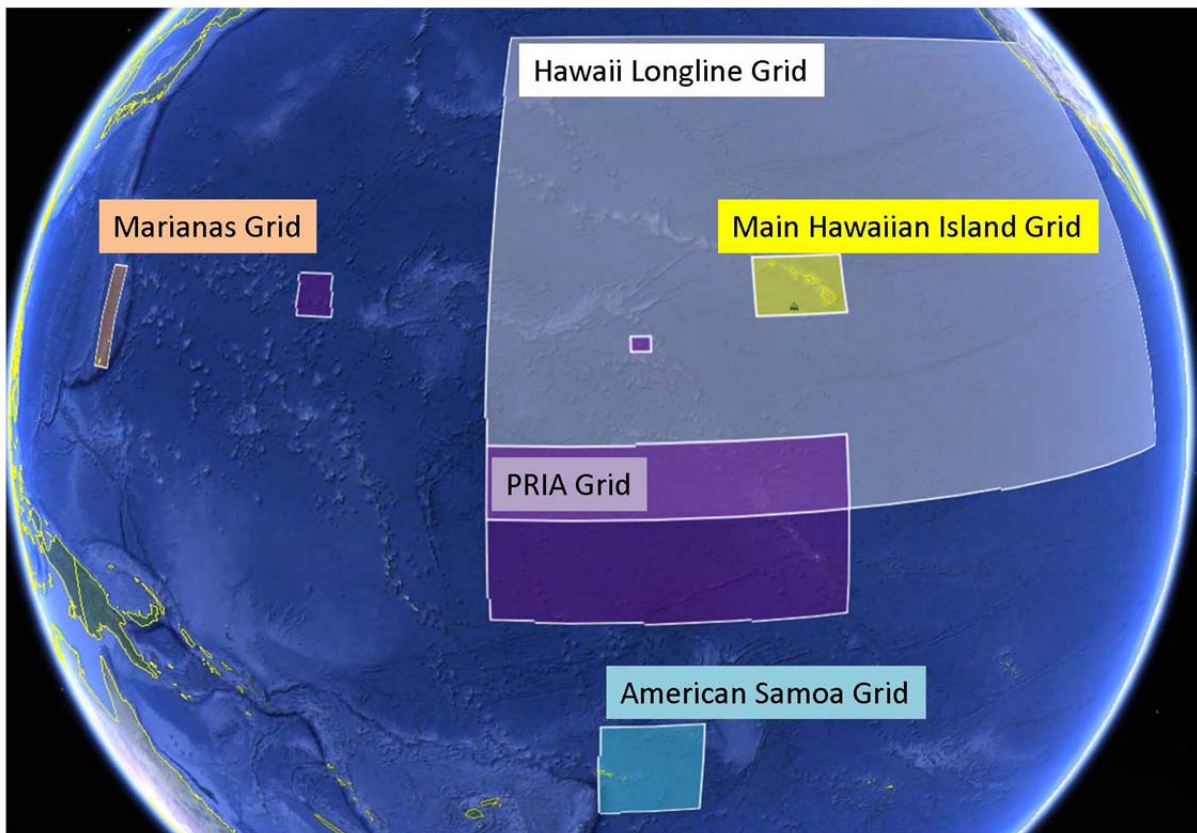 Hawaii Longline Grid
Marianas Grid
Main Hawaiian Island Grid
PRIA Grid
American Samoa Grid